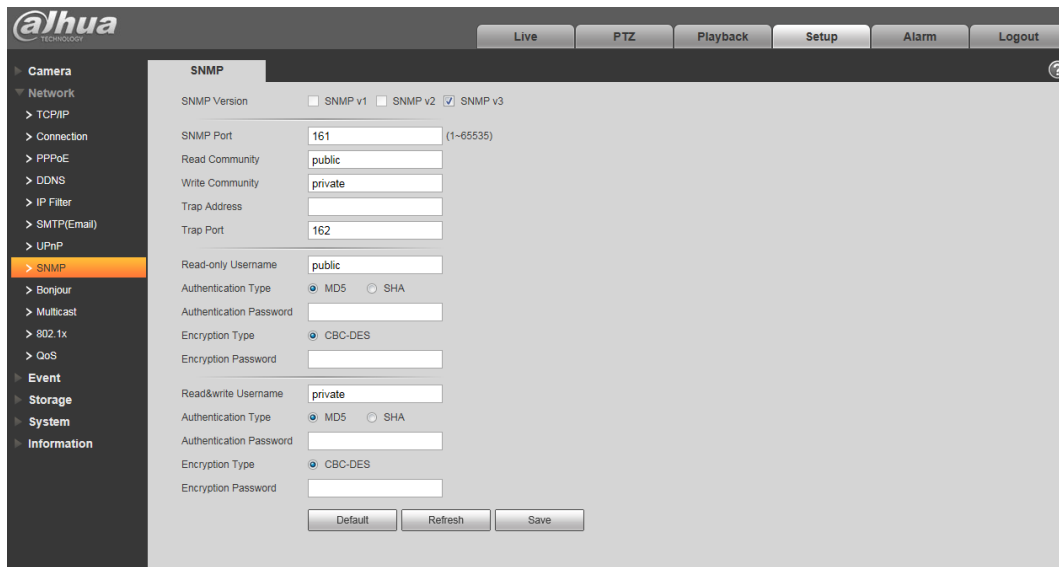 alhua
TECHNOLOGY
Live PTZ Playback Setup Alarm Logout
Camera
Network
> TCP/IP
> Connection
> PPPoE
> DDNS
> IP Filter
> SMTP(Email)
> UPnP
> SNMP
> Bonjour
> Multicast
> 802.1x
> QoS
Event
Storage
System
Information
SNMP
?
SNMP Version SNMP v1 SNMP v2 SNMP v3
SNMP Port 161 (1~65535)
Read Community public
Write Community private
Trap Address
Trap Port 162
Read-only Username public
Authentication Type MD5 SHA
Authentication Password
Encryption Type CBC-DES
Encryption Password
Read&write Username private
Authentication Type MD5 SHA
Authentication Password
Encryption Type CBC-DES
Encryption Password
Default Refresh Save